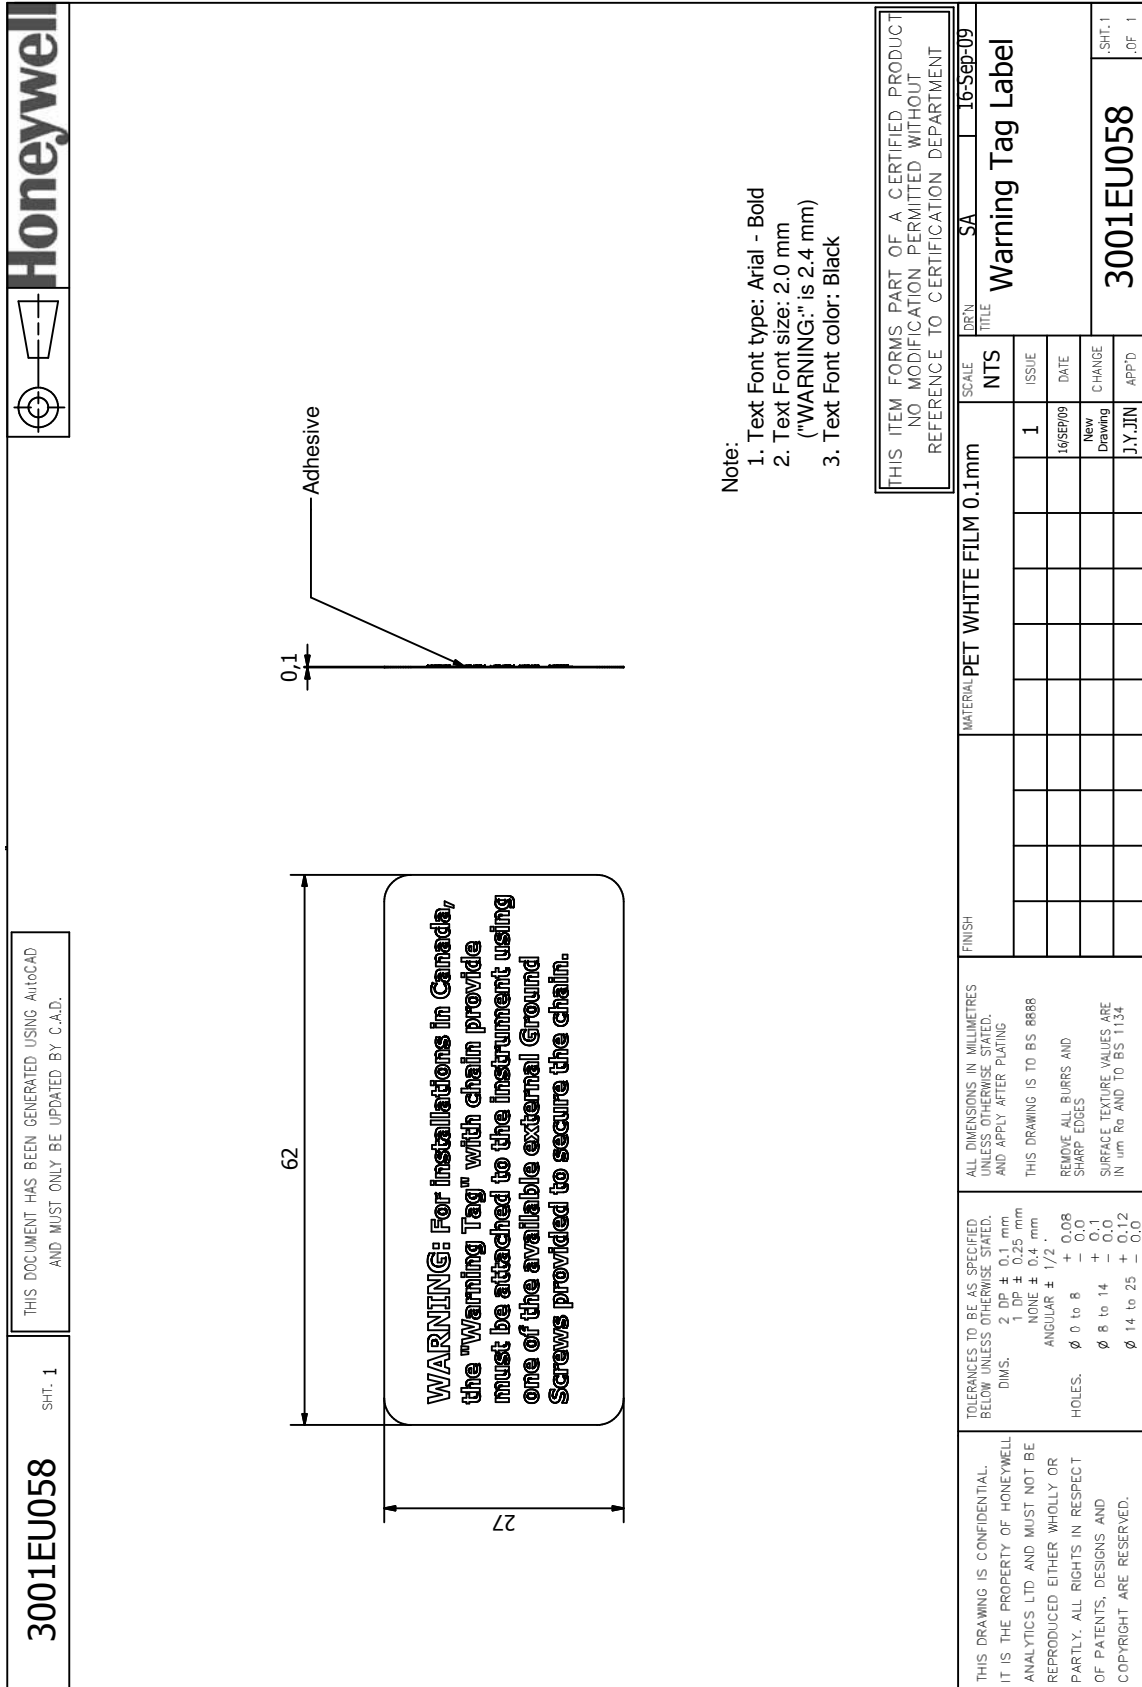 3001EU058
SHT. 1
THIS DOCUMENT HAS BEEN GENERATED USING AutoCAD
AND MUST ONLY BE UPDATED BY C.A.D.
Honeywell
62
27
WARNING: For installations in Canada,
the "Warning Tag" with chain provide
must be attached to the instrument using
one of the available external Ground
Screws provided to secure the chain.
0,1
Adhesive
Note:
1. Text Font type: Arial - Bold
2. Text Font size: 2.0 mm
("WARNING:" is 2.4 mm)
3. Text Font color: Black
THIS ITEM FORMS PART OF A CERTIFIED PRODUCT
NO MODIFICATION PERMITTED WITHOUT
REFERENCE TO CERTIFICATION DEPARTMENT
THIS DRAWING IS CONFIDENTIAL.
IT IS THE PROPERTY OF HONEYWELL
ANALYTICS LTD AND MUST NOT BE
REPRODUCED EITHER WHOLLY OR
PARTLY. ALL RIGHTS IN RESPECT
OF PATENTS, DESIGNS AND
COPYRIGHT ARE RESERVED.
TOLERANCES TO BE AS SPECIFIED
BELOW UNLESS OTHERWISE STATED.
DIMS. 2 DP ± 0.1 mm
1 DP ± 0.25 mm
NONE ± 0.4 mm
ANGULAR ± 1/2 °
HOLES. Ø 0 to 8 + 0.08
- 0.0
Ø 8 to 14 + 0.1
- 0.0
Ø 14 to 25 + 0.12
- 0.0
ALL DIMENSIONS IN MILLIMETRES
UNLESS OTHERWISE STATED.
AND APPLY AFTER PLATING
THIS DRAWING IS TO BS 8888
REMOVE ALL BURRS AND
SHARP EDGES
SURFACE TEXTURE VALUES ARE
IN um Ra AND TO BS 1134
FINISH
MATERIAL PET WHITE FILM 0.1mm
SCALE
NTS
1 ISSUE
16/SEP/09 DATE
New
Drawing CHANGE
J.Y.JIN APP'D
DR'N SA 16-Sep-09
TITLE
Warning Tag Label
3001EU058
SHT. 1
OF 1